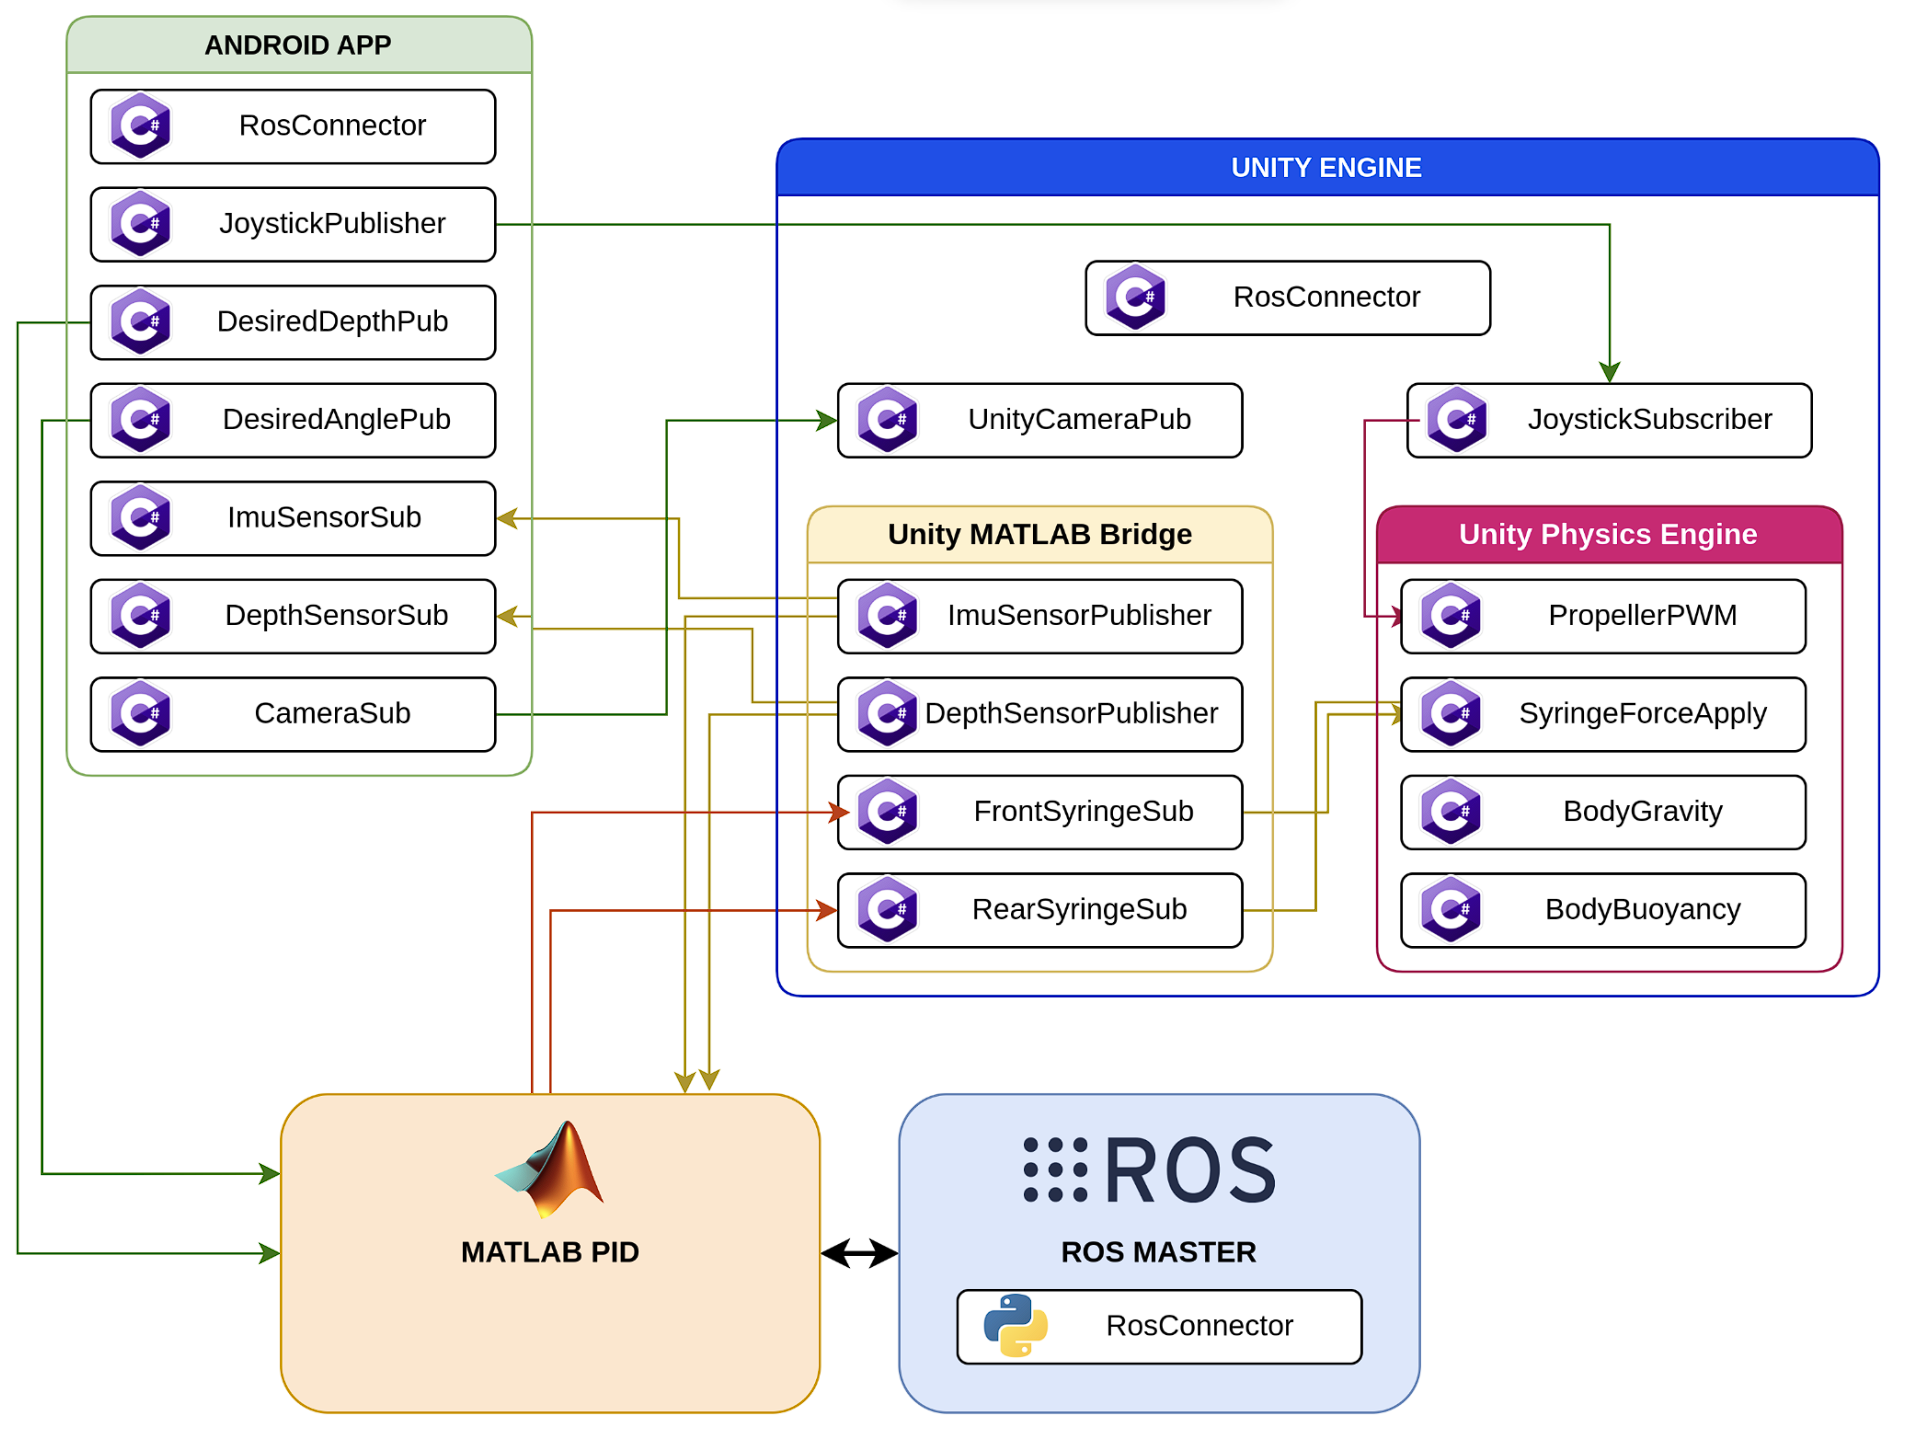 ANDROID APP
RosConnector
JoystickPublisher
DesiredDepthPub
DesiredAnglePub
ImuSensorSub
DepthSensorSub
CameraSub
UNITY ENGINE
RosConnector
UnityCameraPub
JoystickSubscriber
Unity MATLAB Bridge
ImuSensorPublisher
DepthSensorPublisher
FrontSyringeSub
RearSyringeSub
Unity Physics Engine
PropellerPWM
SyringeForceApply
BodyGravity
BodyBuoyancy
MATLAB PID
ROS
ROS MASTER
RosConnector